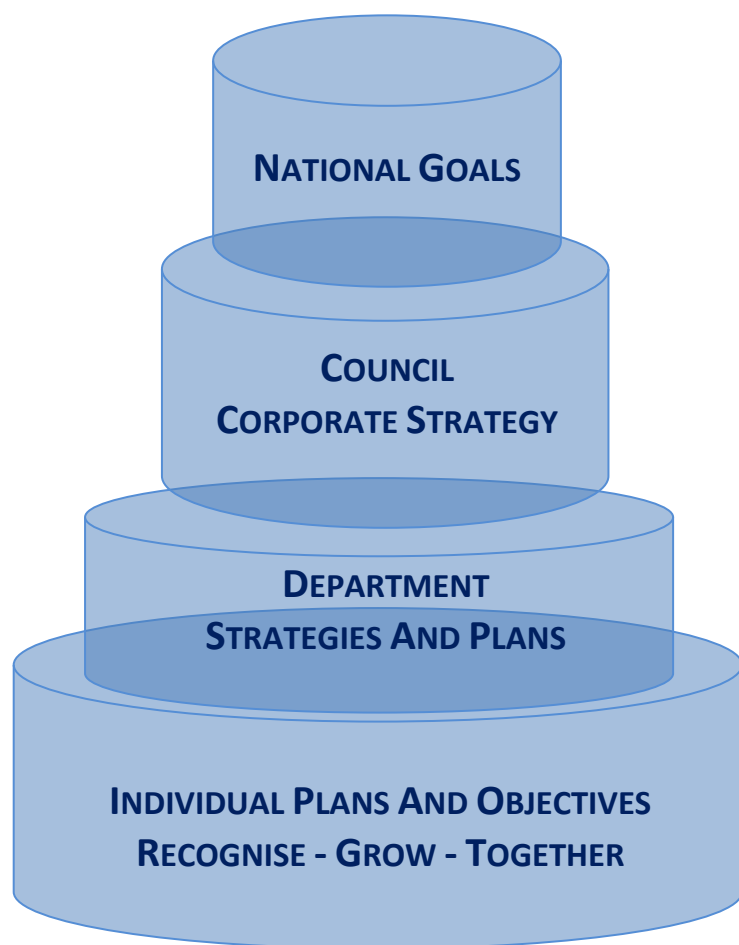 NATIONAL GOALS
COUNCIL
CORPORATE STRATEGY
DEPARTMENT
STRATEGIES AND PLANS
INDIVIDUAL PLANS AND OBJECTIVES
RECOGNISE - GROW - TOGETHER